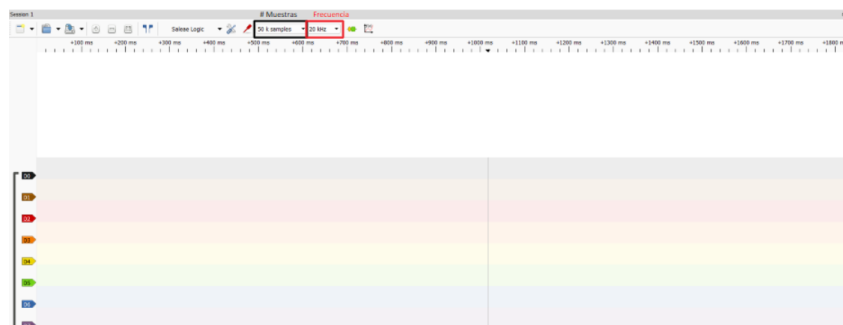 Session 1
# Muestras Frecuencia
Saleae Logic 50 k samples 20 kHz
+100 ms +200 ms +300 ms +400 ms +500 ms +600 ms +700 ms +800 ms +900 ms +1000 ms +1100 ms +1200 ms +1300 ms +1400 ms +1500 ms +1600 ms +1700 ms +1800 m
D0
D1
D2
D3
D4
D5
D6